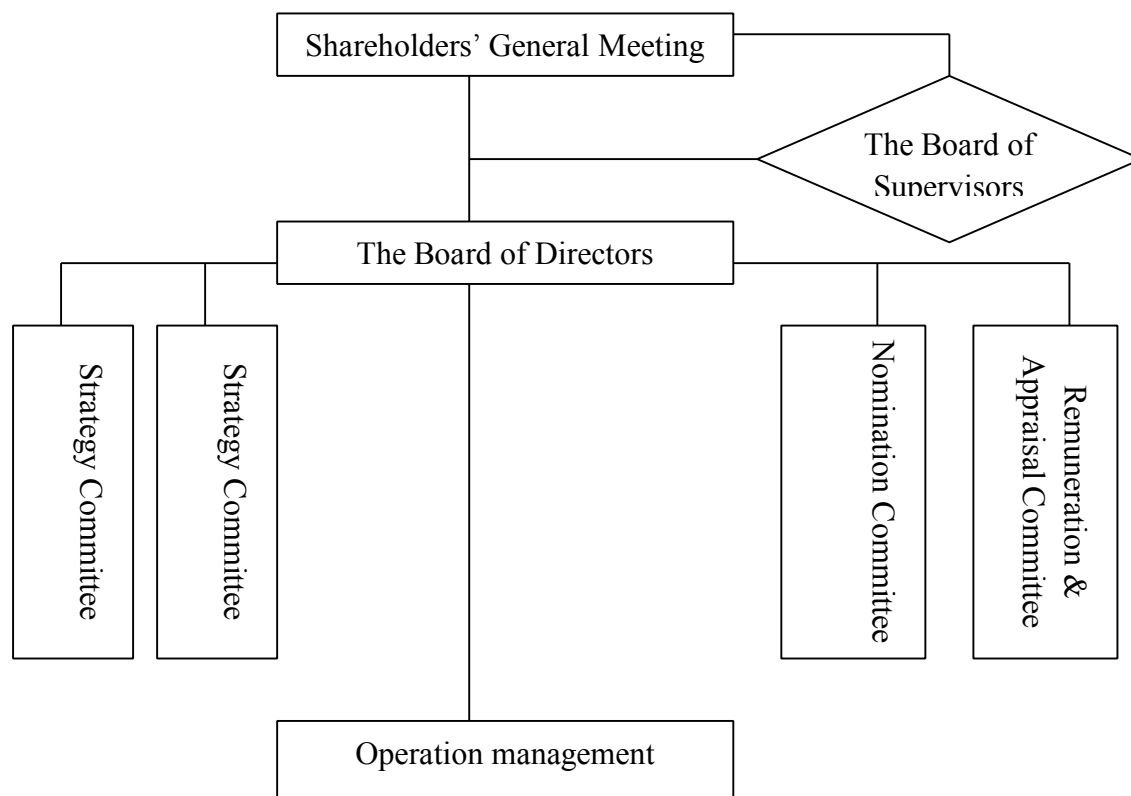 Shareholders’ General Meeting
The Board of
Supervisors
The Board of Directors
Strategy Committee
Strategy Committee
Nomination Committee
Remuneration &
Appraisal Committee
Operation management